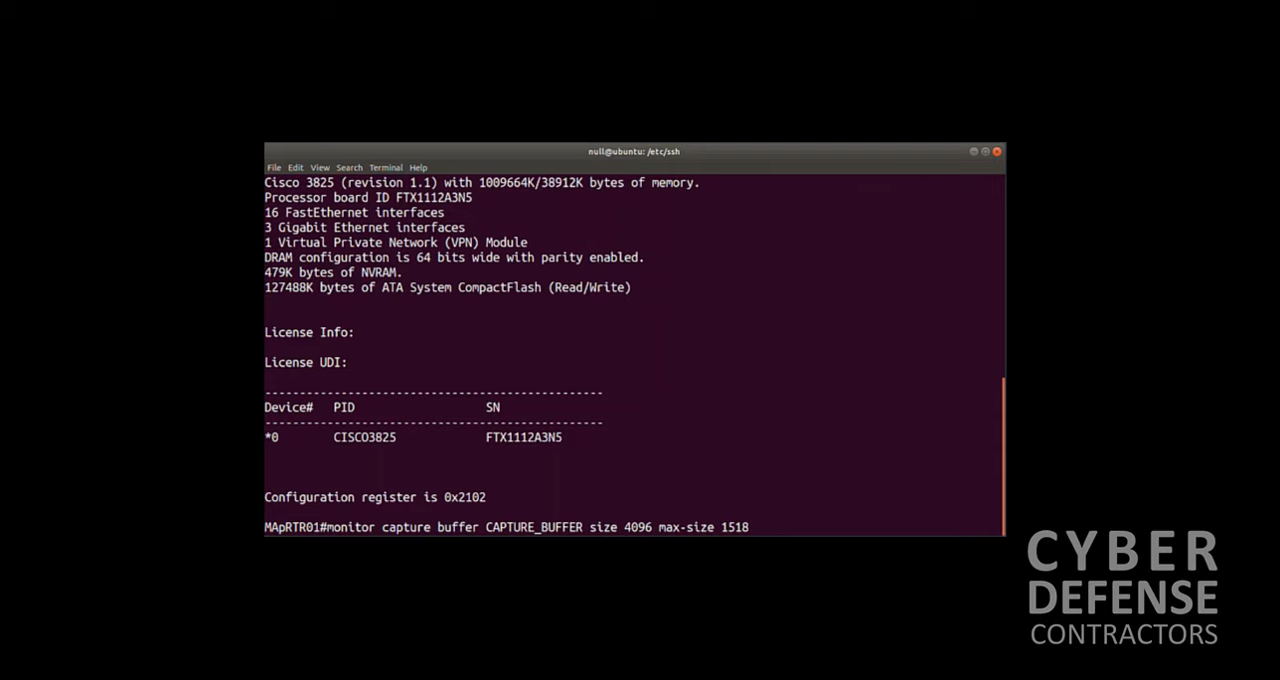 null@ubuntu: /etc/ssh
File Edit View Search Terminal Help
Cisco 3825 (revision 1.1) with 1009664K/38912K bytes of memory.
Processor board ID FTX1112A3N5
16 FastEthernet interfaces
3 Gigabit Ethernet interfaces
1 Virtual Private Network (VPN) Module
DRAM configuration is 64 bits wide with parity enabled.
479K bytes of NVRAM.
127488K bytes of ATA System CompactFlash (Read/Write)
License Info:
License UDI:
-------------------------------------------------
Device# PID SN
-------------------------------------------------
*0 CISCO3825 FTX1112A3N5
Configuration register is 0x2102
MApRTR01#monitor capture buffer CAPTURE_BUFFER size 4096 max-size 1518
CYBER
DEFENSE
CONTRACTORS